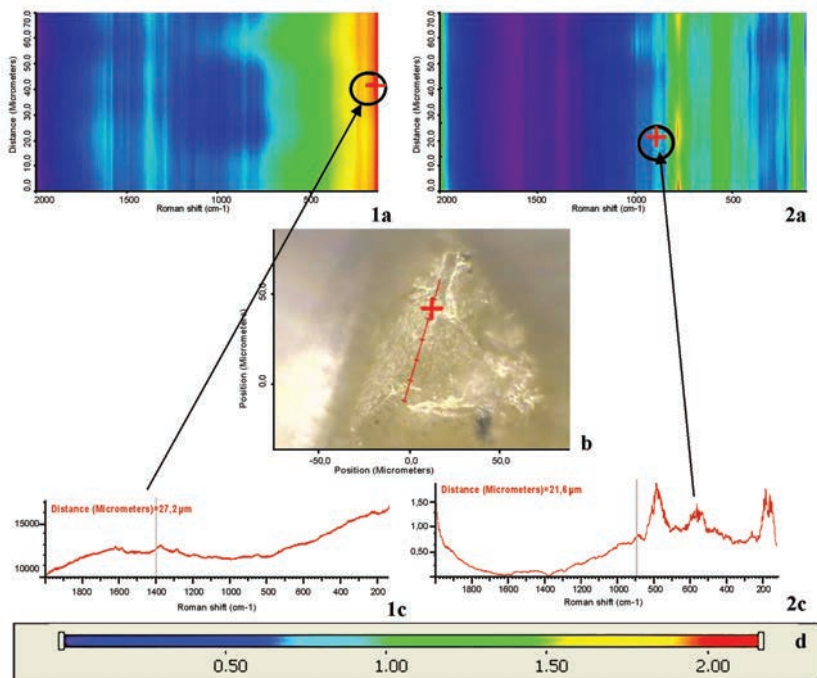 70,0
60,0
50,0
40,0
30,0
20,0
10,0
0,0
Distance (Micrometers)
2000
1500
1000
500
Roman shift (cm-1)
1a
70,0
60,0
50,0
40,0
30,0
20,0
10,0
0,0
Distance (Micrometers)
2000
1500
1000
500
Roman shift (cm-1)
2a
50,0
0,0
Position (Micrometers)
-50,0
0,0
50,0
Position (Micrometers)
b
Distance (Micrometers)=27,2 µm
15000
10000
1800 1600 1400 1200 1000 800 600 400 200
Roman shift (cm-1)
1c
Distance (Micrometers)=21,6 µm
1,50
1,00
0,50
1800 1600 1400 1200 1000 800 600 400 200
Roman shift (cm-1)
2c
d
0.50 1.00 1.50 2.00